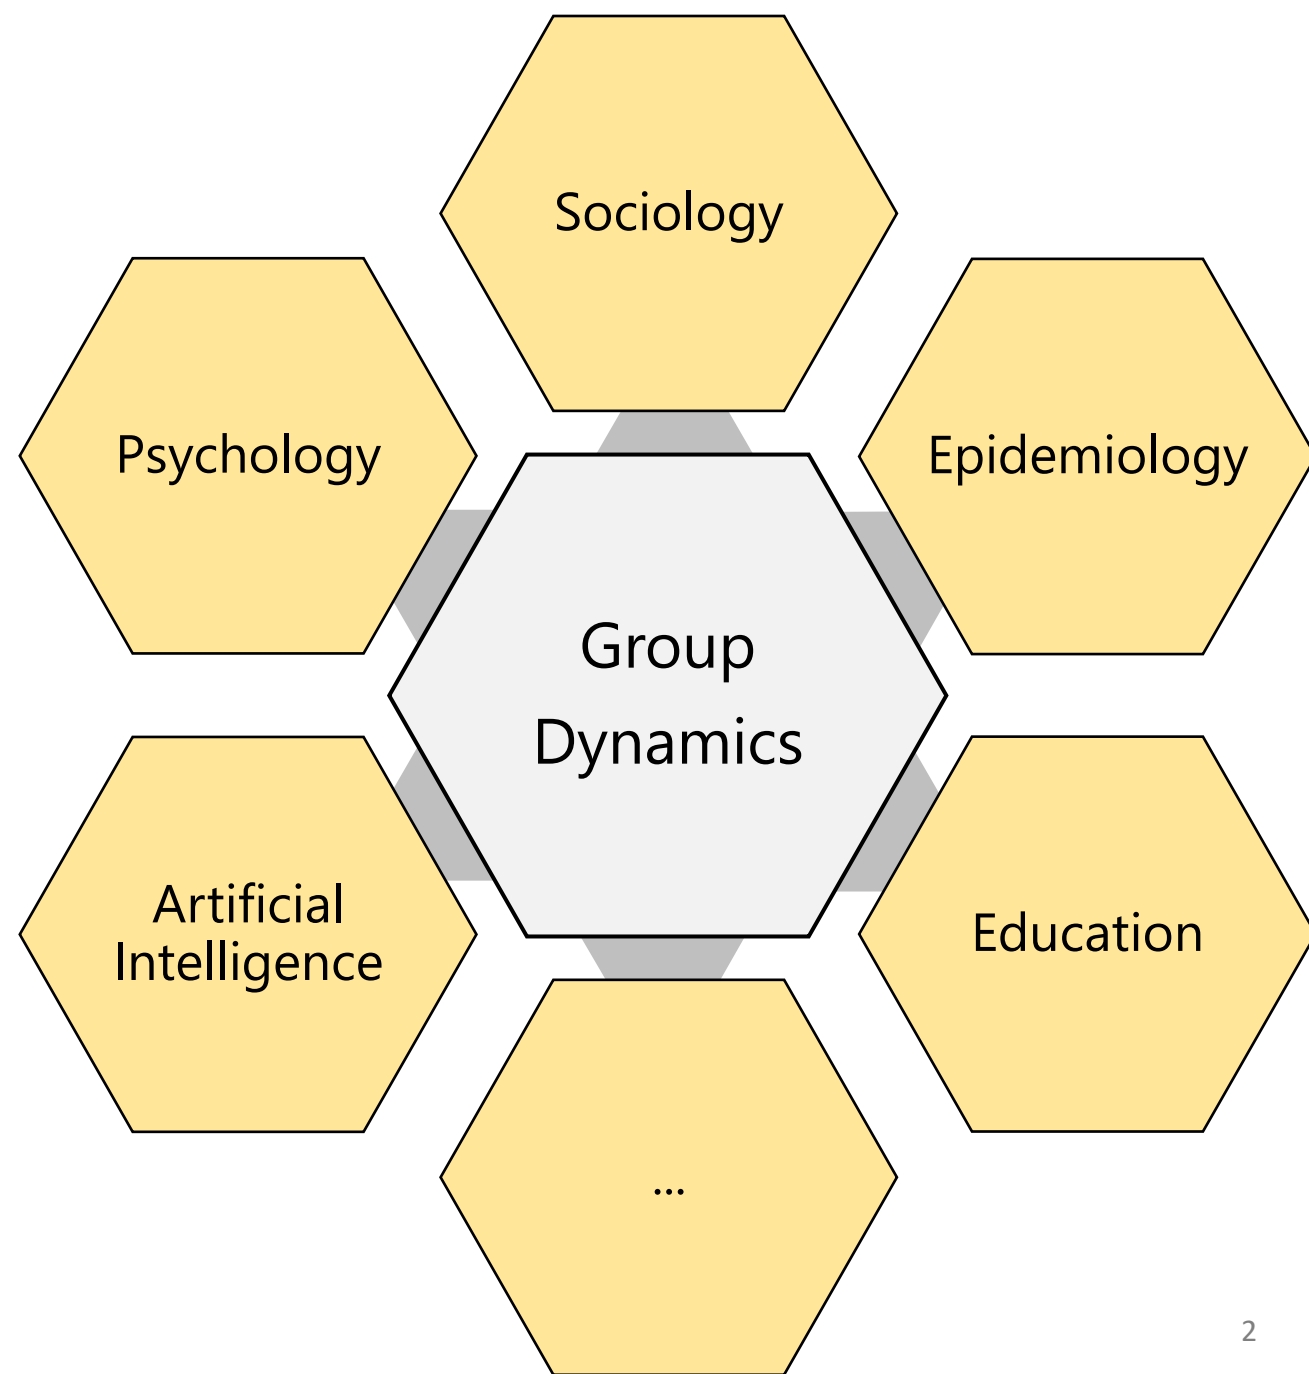 Sociology
Psychology
Epidemiology
Group
Dynamics
Artificial
Intelligence
Education
...
2